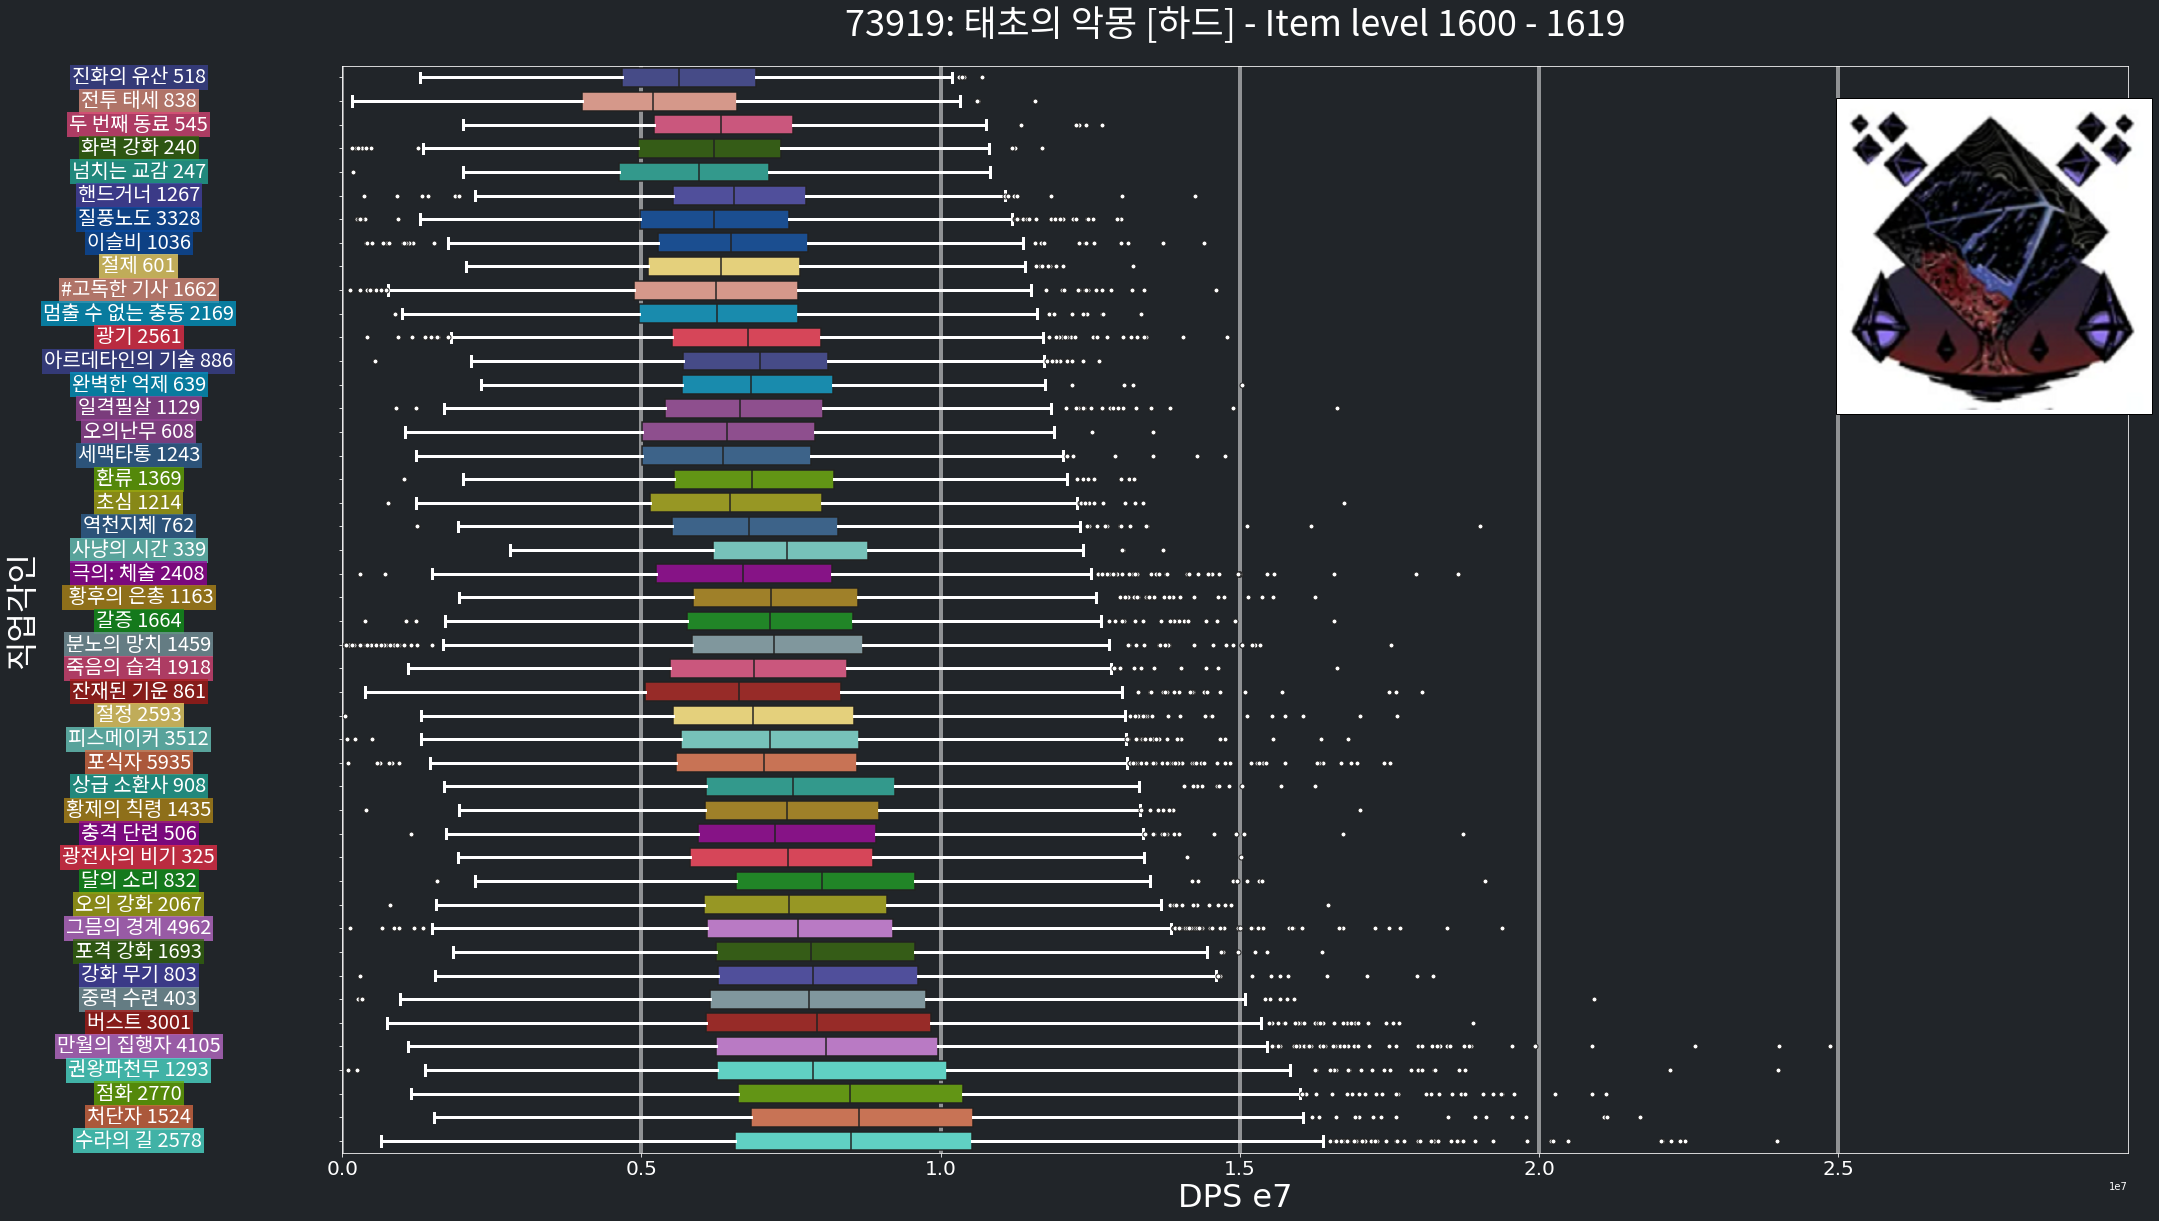 73919: 태초의 악몽 [하드] - Item level 1600 - 1619
진화의 유산 518
전투 태세 838
두 번째 동료 545
화력 강화 240
넘치는 교감 247
핸드거너 1267
질풍노도 3328
이슬비 1036
절제 601
#고독한 기사 1662
멈출 수 없는 충동 2169
광기 2561
아르데타인의 기술 886
완벽한 억제 639
일격필살 1129
오의난무 608
세맥타통 1243
환류 1369
초심 1214
역천지체 762
사냥의 시간 339
극의: 체술 2408
황후의 은총 1163
갈증 1664
분노의 망치 1459
죽음의 습격 1918
잔재된 기운 861
절정 2593
피스메이커 3512
포식자 5935
상급 소환사 908
황제의 칙령 1435
충격 단련 506
광전사의 비기 325
달의 소리 832
오의 강화 2067
그믐의 경계 4962
포격 강화 1693
강화 무기 803
중력 수련 403
버스트 3001
만월의 집행자 4105
권왕파천무 1293
점화 2770
처단자 1524
수라의 길 2578
직업각인
0.0 0.5 1.0 1.5 2.0 2.5
DPS e7
1e7